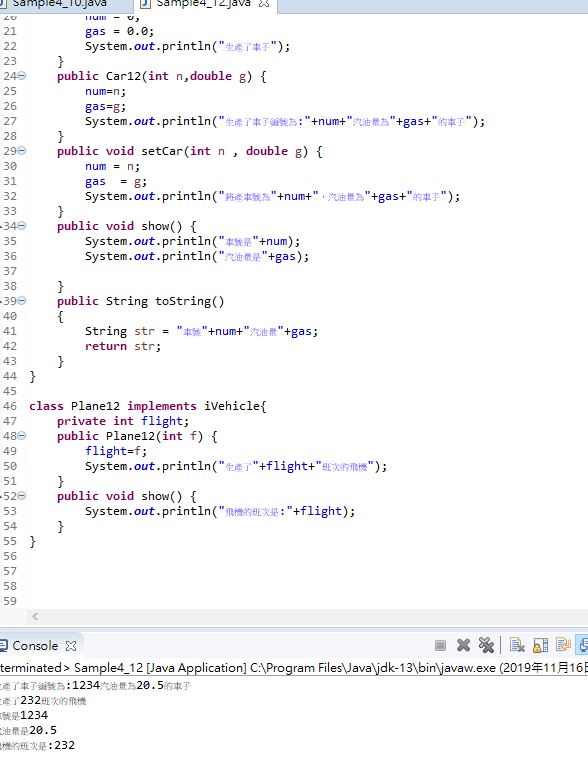 Sample4_10.java Sample4_12.java
20 num = 0;
21 gas = 0.0;
22 System.out.println("生產了車子");
23 }
24 public Car12(int n,double g) {
25 num=n;
26 gas=g;
27 System.out.println("生產了車子編號為:"+num+"汽油量為"+gas+"的車子");
28 }
29 public void setCar(int n , double g) {
30 num = n;
31 gas  = g;
32 System.out.println("將產車號為"+num+"，汽油量為"+gas+"的車子");
33 }
34 public void show() {
35 System.out.println("車號是"+num);
36 System.out.println("汽油量是"+gas);
37
38 }
39 public String toString()
40 {
41 String str = "車號"+num+"汽油量"+gas;
42 return str;
43 }
44 }
45
46 class Plane12 implements iVehicle{
47 private int flight;
48 public Plane12(int f) {
49 flight=f;
50 System.out.println("生產了"+flight+"班次的飛機");
51 }
52 public void show() {
53 System.out.println("飛機的班次是:"+flight);
54 }
55 }
56
57
58
59
Console
terminated> Sample4_12 [Java Application] C:\Program Files\Java\jdk-13\bin\javaw.exe (2019年11月16日
生產了車子編號為:1234汽油量為20.5的車子
生產了232班次的飛機
車號是1234
汽油量是20.5
飛機的班次是:232